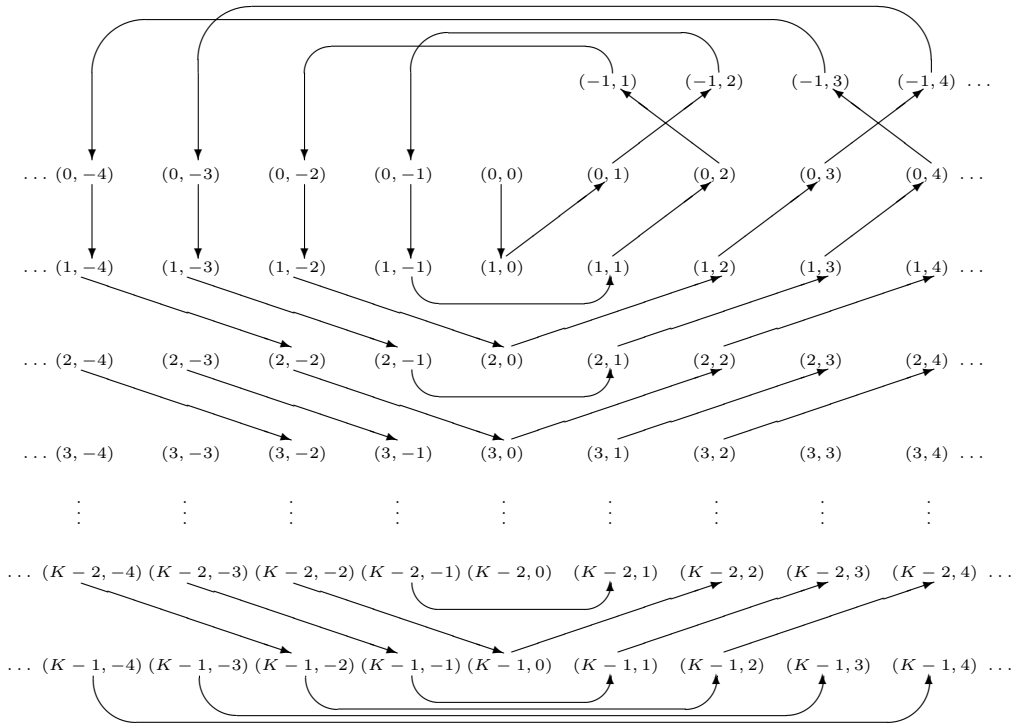 (−1, 1) (−1, 2) (−1, 3) (−1, 4) …
… (0, −4) (0, −3) (0, −2) (0, −1) (0, 0) (0, 1) (0, 2) (0, 3) (0, 4) …
… (1, −4) (1, −3) (1, −2) (1, −1) (1, 0) (1, 1) (1, 2) (1, 3) (1, 4) …
… (2, −4) (2, −3) (2, −2) (2, −1) (2, 0) (2, 1) (2, 2) (2, 3) (2, 4) …
… (3, −4) (3, −3) (3, −2) (3, −1) (3, 0) (3, 1) (3, 2) (3, 3) (3, 4) …
⋮ ⋮ ⋮ ⋮ ⋮ ⋮ ⋮ ⋮ ⋮
… (K − 2, −4) (K − 2, −3) (K − 2, −2) (K − 2, −1) (K − 2, 0) (K − 2, 1) (K − 2, 2) (K − 2, 3) (K − 2, 4) …
… (K − 1, −4) (K − 1, −3) (K − 1, −2) (K − 1, −1) (K − 1, 0) (K − 1, 1) (K − 1, 2) (K − 1, 3) (K − 1, 4) …